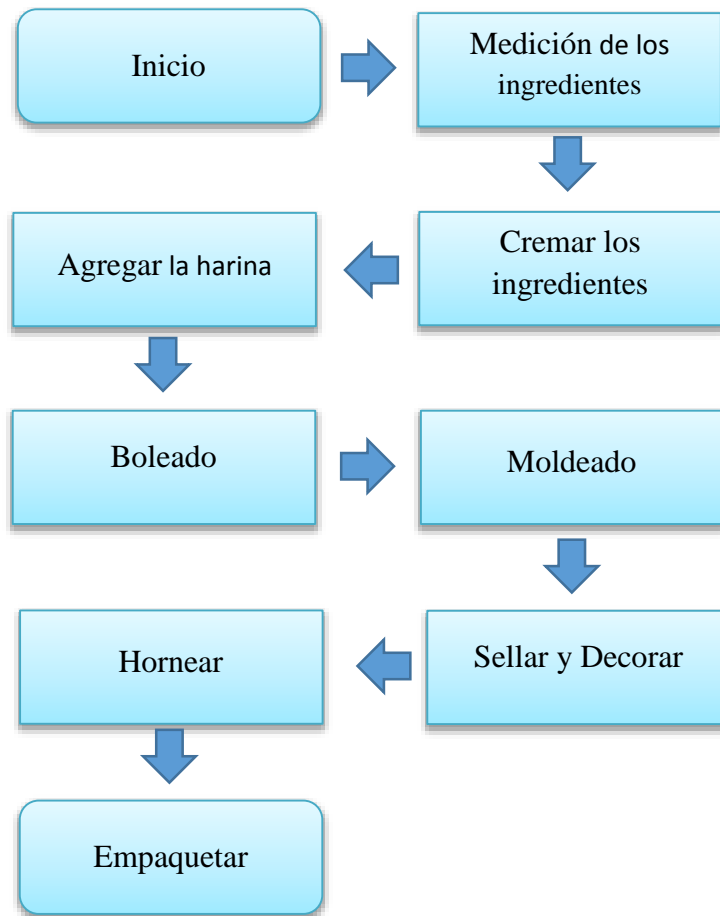 Inicio
Medición de los
ingredientes
Cremar los
ingredientes
Agregar la harina
Boleado
Moldeado
Sellar y Decorar
Hornear
Empaquetar